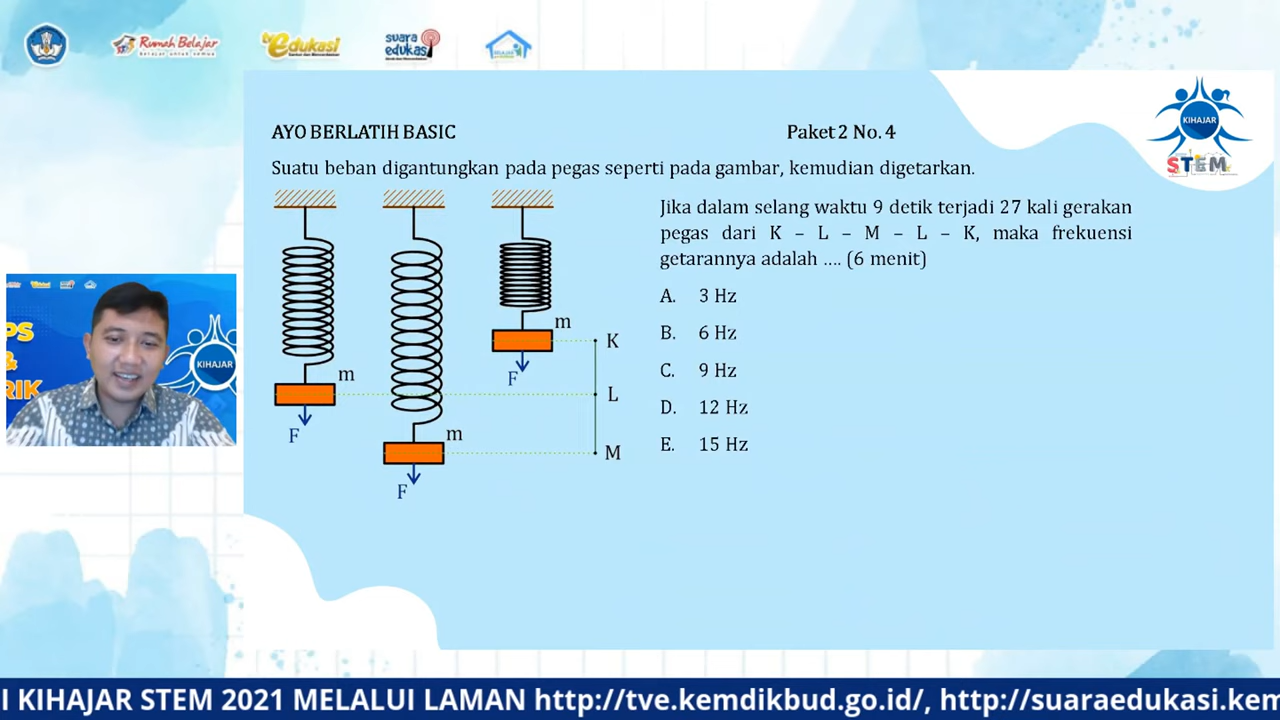 Rumah Belajar
tv edukasi
suara
edukasi
KIHAJAR
STEM
AYO BERLATIH BASIC
Paket 2 No. 4
Suatu beban digantungkan pada pegas seperti pada gambar, kemudian digetarkan.
Jika dalam selang waktu 9 detik terjadi 27 kali gerakan
pegas dari K – L – M – L – K, maka frekuensi
getarannya adalah .... (6 menit)
A. 3 Hz
B. 6 Hz
C. 9 Hz
D. 12 Hz
E. 15 Hz
m
K
F
m
L
F
m
M
F
PS
&
RIK
KIHAJAR
I KIHAJAR STEM 2021 MELALUI LAMAN http://tve.kemdikbud.go.id/, http://suaraedukasi.kem